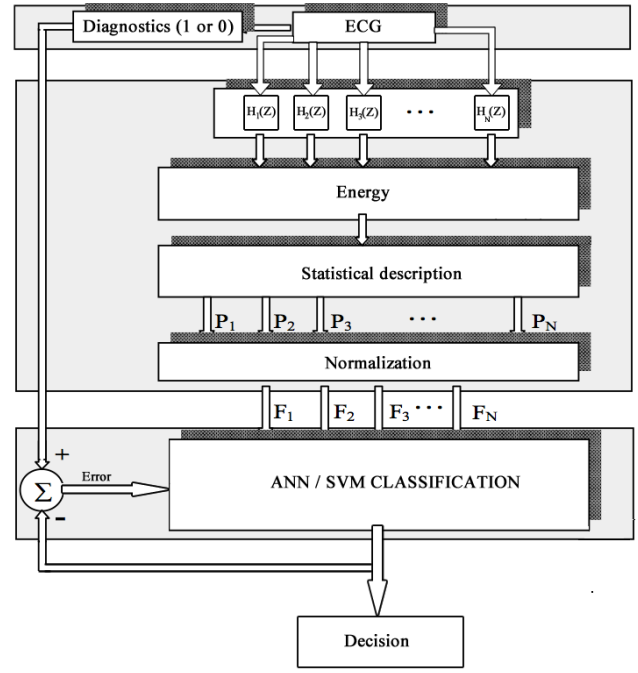 Diagnostics (1 or 0) ECG
H1(Z) H2(Z) H3(Z) ··· HN(Z)
Energy
Statistical description
P1 P2 P3 ··· PN
Normalization
F1 F2 F3 ··· FN
+
Error
Σ
ANN / SVM CLASSIFICATION
-
Decision